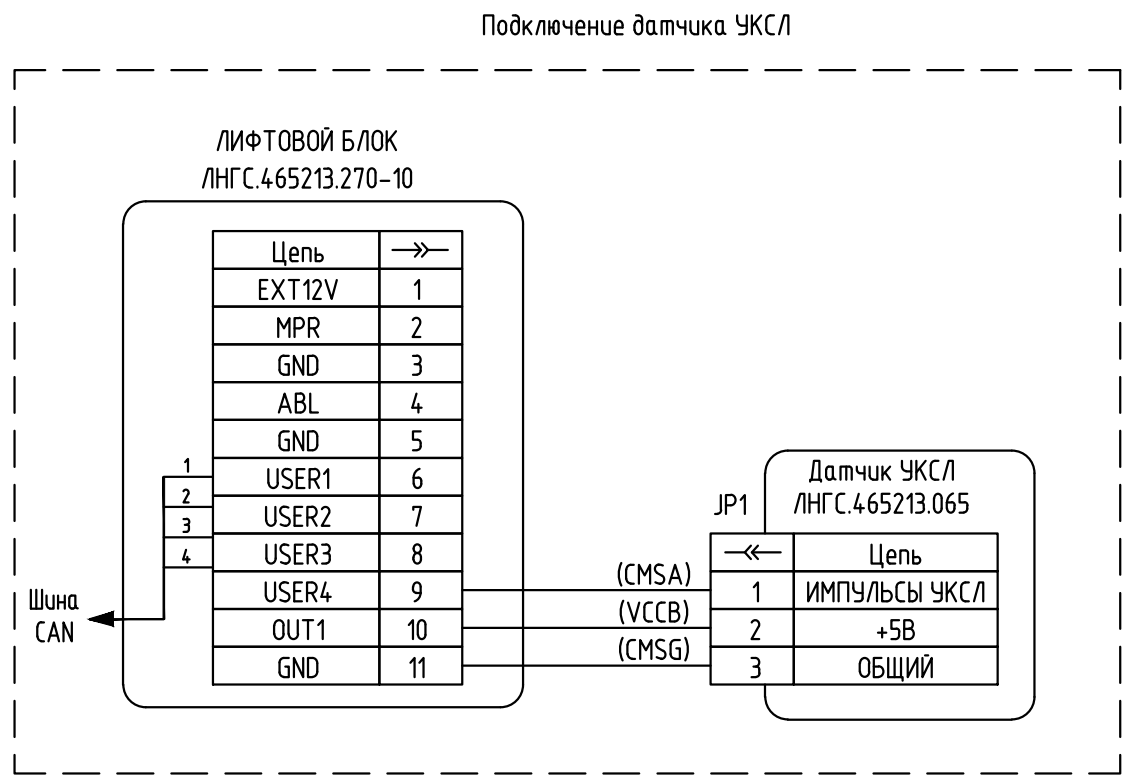 Подключение датчика УКСЛ
ЛИФТОВОЙ БЛОК
ЛНГС.465213.270-10
Цепь
EXT12V 1
MPR 2
GND 3
ABL 4
GND 5
USER1 6
USER2 7
USER3 8
USER4 9
OUT1 10
GND 11
1
2
3
4
Шина
CAN
(CMSA)
(VCCB)
(CMSG)
JP1
Датчик УКСЛ
ЛНГС.465213.065
Цепь
1 ИМПУЛЬСЫ УКСЛ
2 +5В
3 ОБЩИЙ